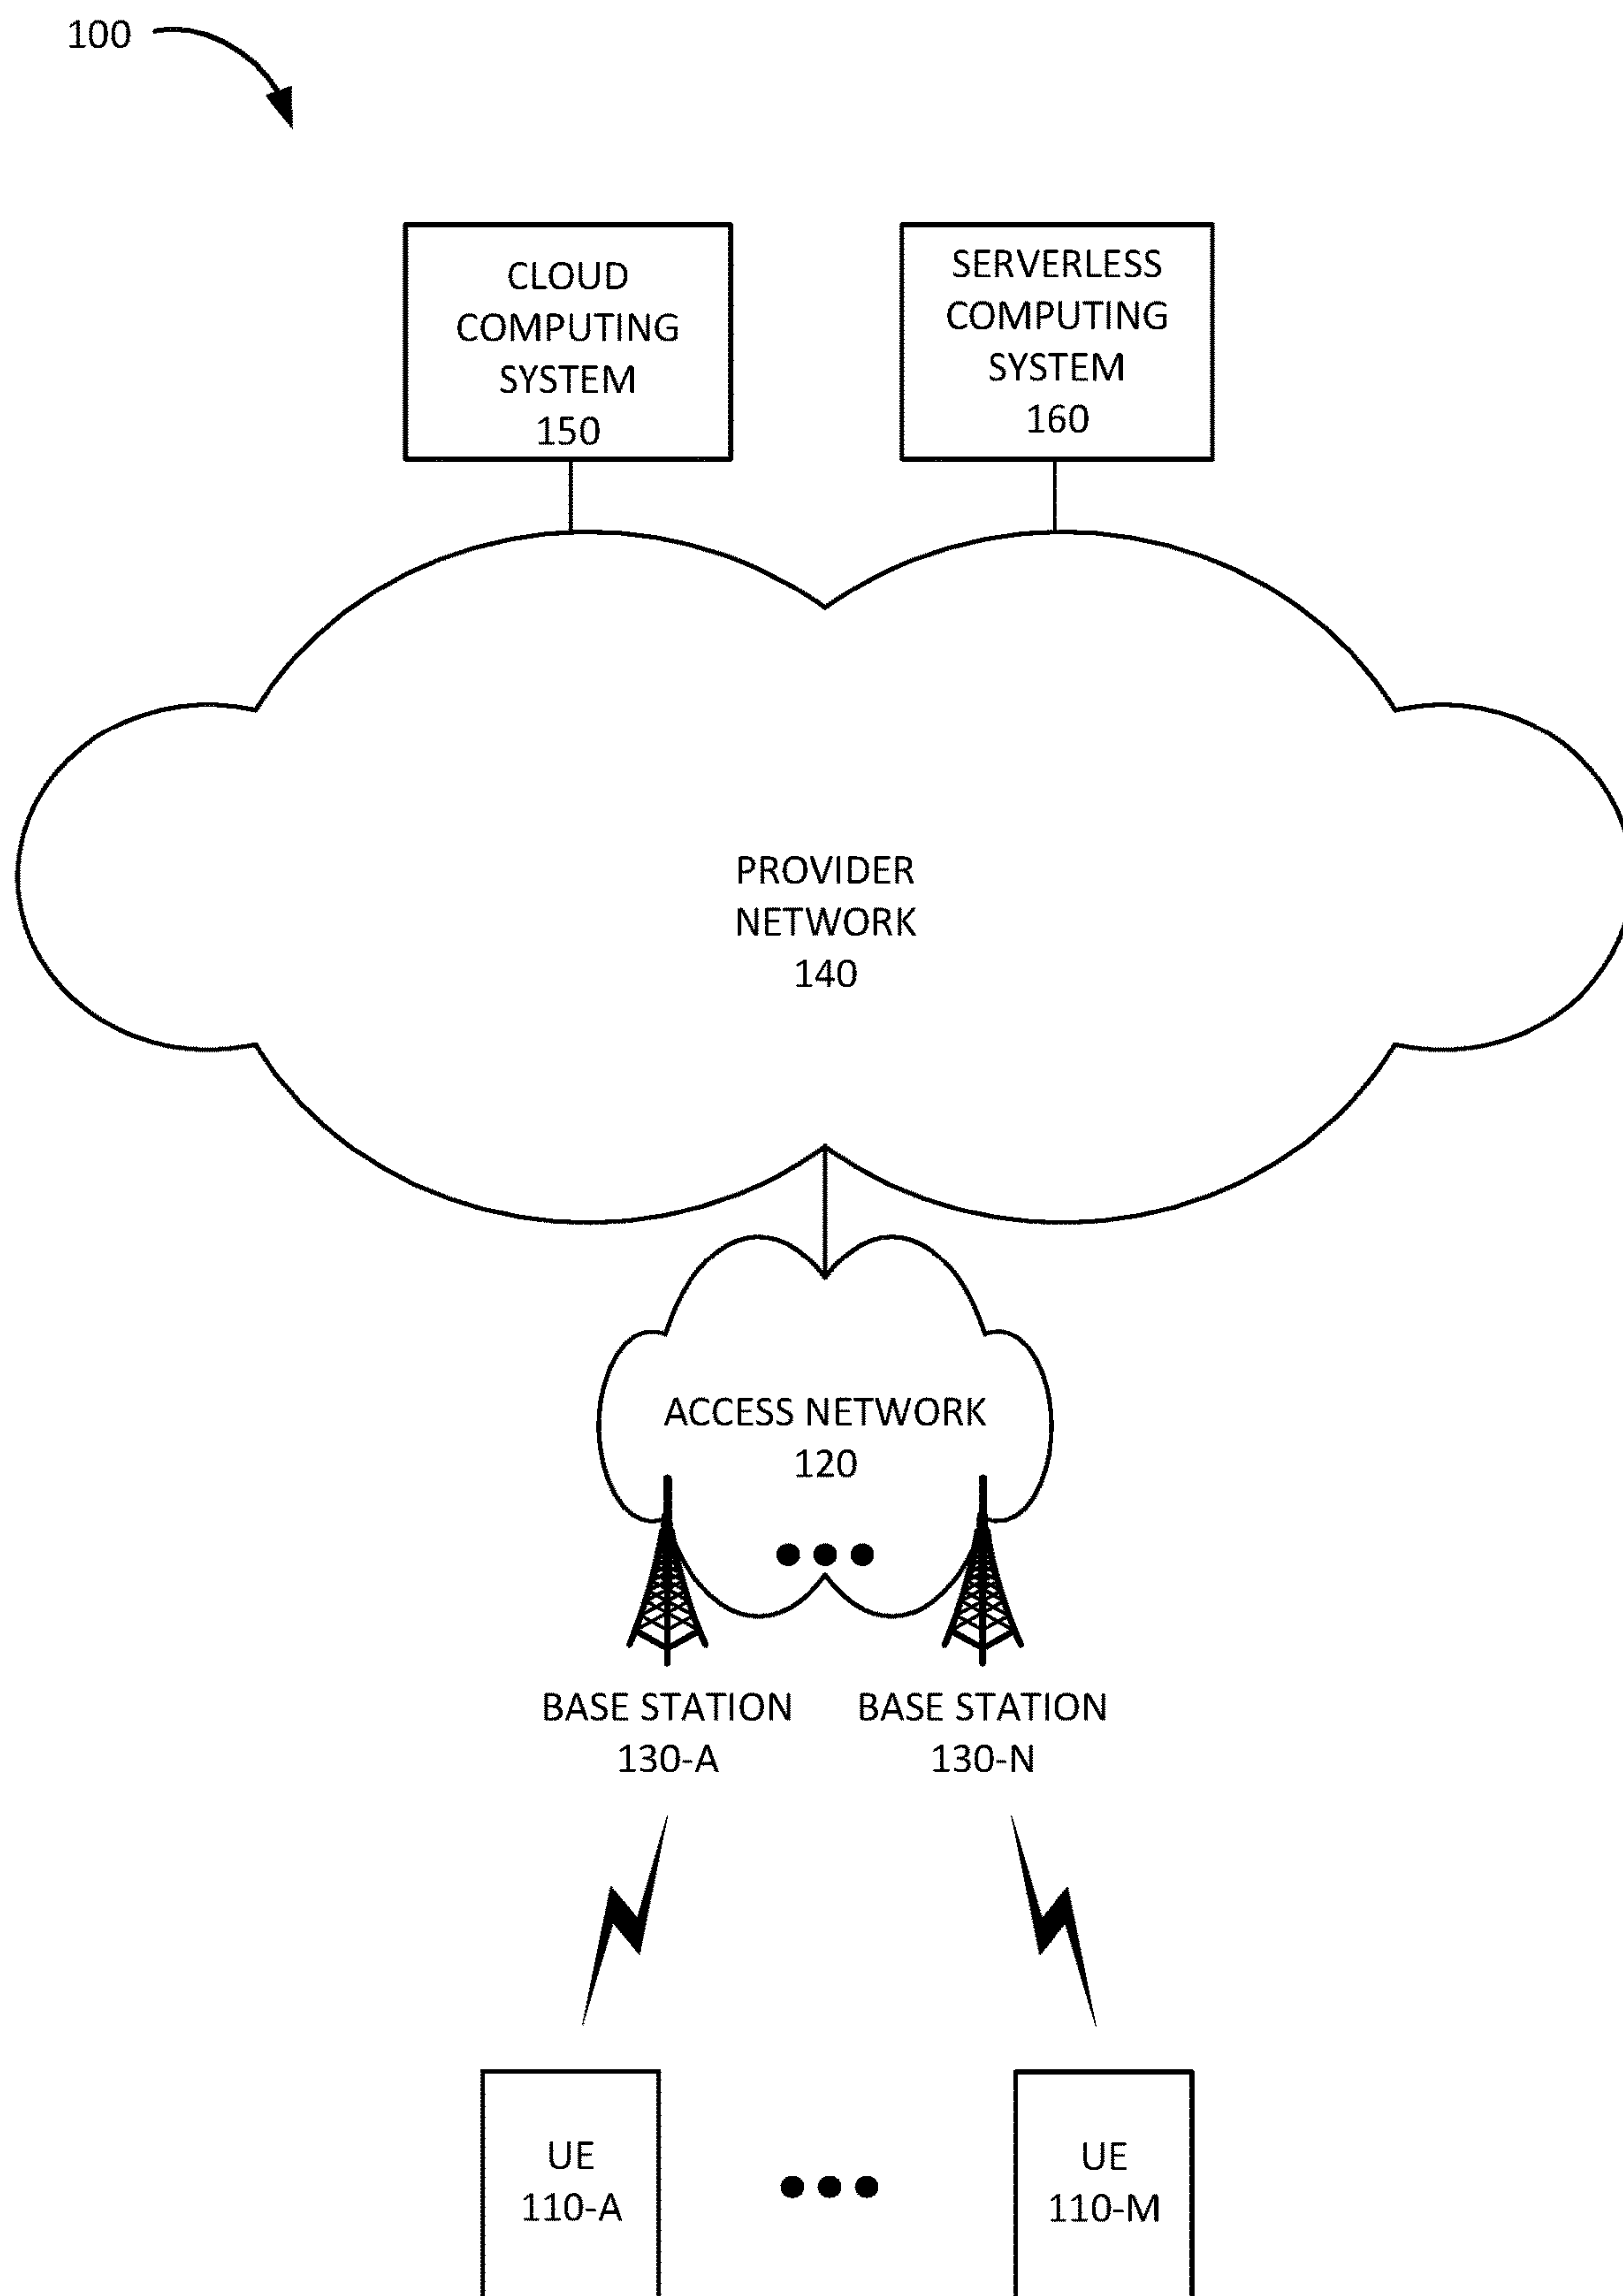 100
CLOUD
COMPUTING
SYSTEM
150
SERVERLESS
COMPUTING
SYSTEM
160
PROVIDER
NETWORK
140
ACCESS NETWORK
120
BASE STATION
130-A
BASE STATION
130-N
UE
110-A
UE
110-M